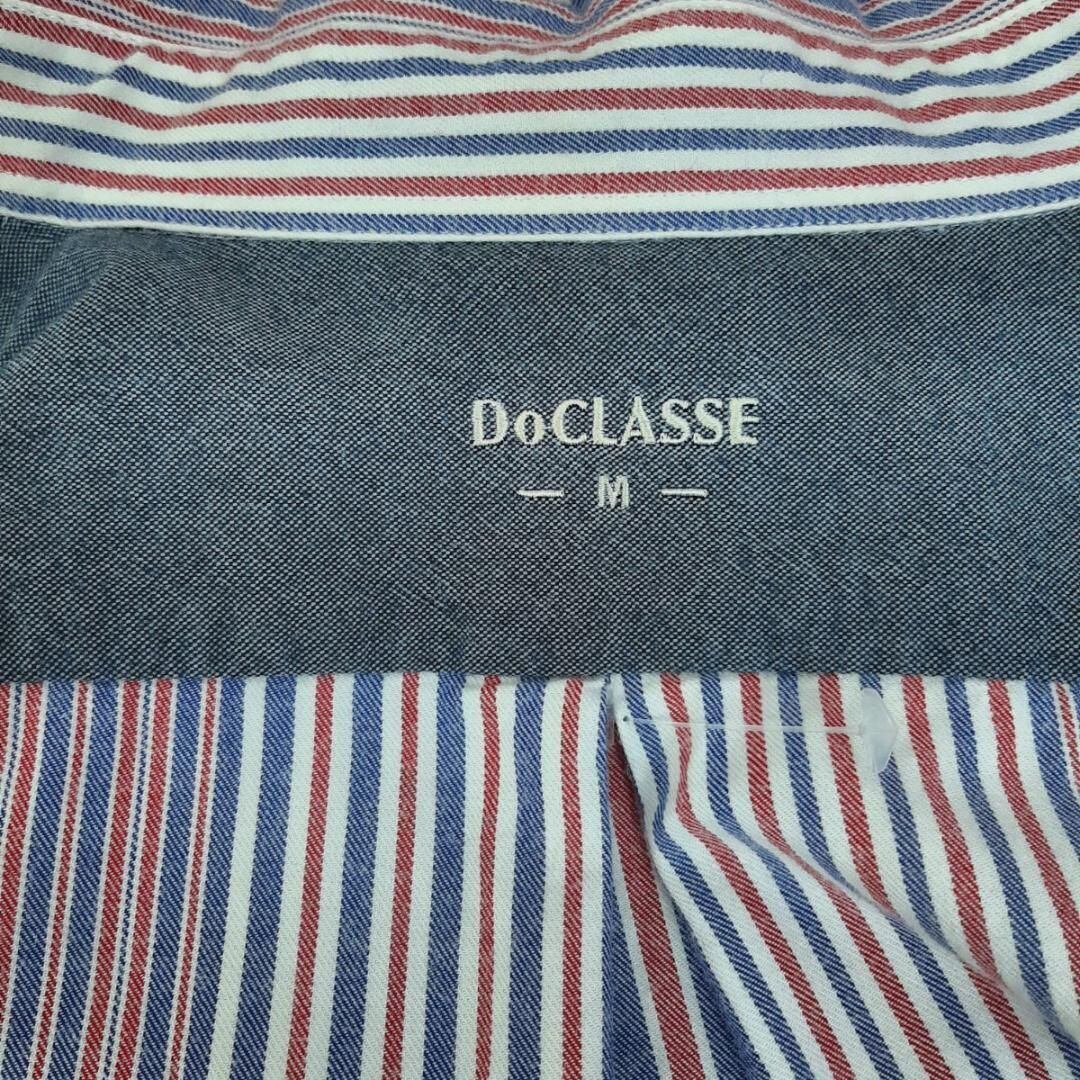 DoCLASSE
— M —